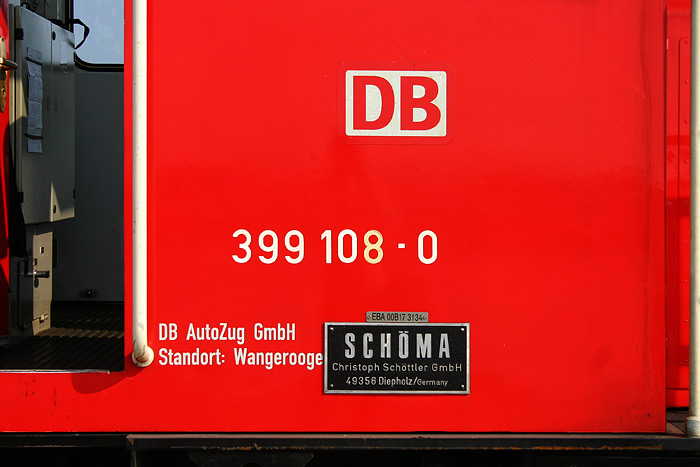 DB
399 108 - 0
EBA 00B17 3134
DB AutoZug GmbH
Standort: Wangerooge
SCHÖMA
Christoph Schöttler GmbH
49356 Diepholz/Germany